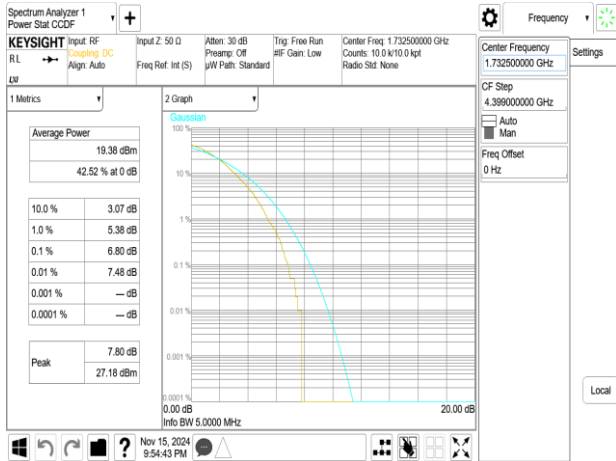 Spectrum Analyzer 1
Power Stat CCDF
Frequency
KEYSIGHT
RL
LXI
Input: RF
Coupling: DC
Align: Auto
Input Z: 50 Ω
Freq Ref: Int (S)
Atten: 30 dB
Preamp: Off
µW Path: Standard
Trig: Free Run
#IF Gain: Low
Center Freq: 1.732500000 GHz
Counts: 10.0 k/10.0 kpt
Radio Std: None
Center Frequency
1.732500000 GHz
Settings
CF Step
4.399000000 GHz
Auto
Man
Freq Offset
0 Hz
Local
1 Metrics
Average Power
19.38 dBm
42.52 % at 0 dB
10.0 % 3.07 dB
1.0 % 5.38 dB
0.1 % 6.80 dB
0.01 % 7.48 dB
0.001 % --- dB
0.0001 % --- dB
Peak
7.80 dB
27.18 dBm
2 Graph
Gaussian
100 %
10 %
1 %
0.1 %
0.01 %
0.001 %
0.0001 %
0.00 dB 20.00 dB
Info BW 5.0000 MHz
?
Nov 15, 2024
9:54:43 PM